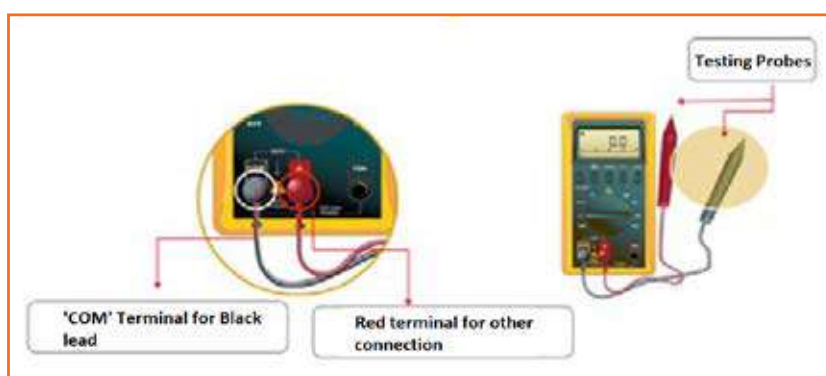 Testing Probes
'COM' Terminal for Black
lead
Red terminal for other
connection